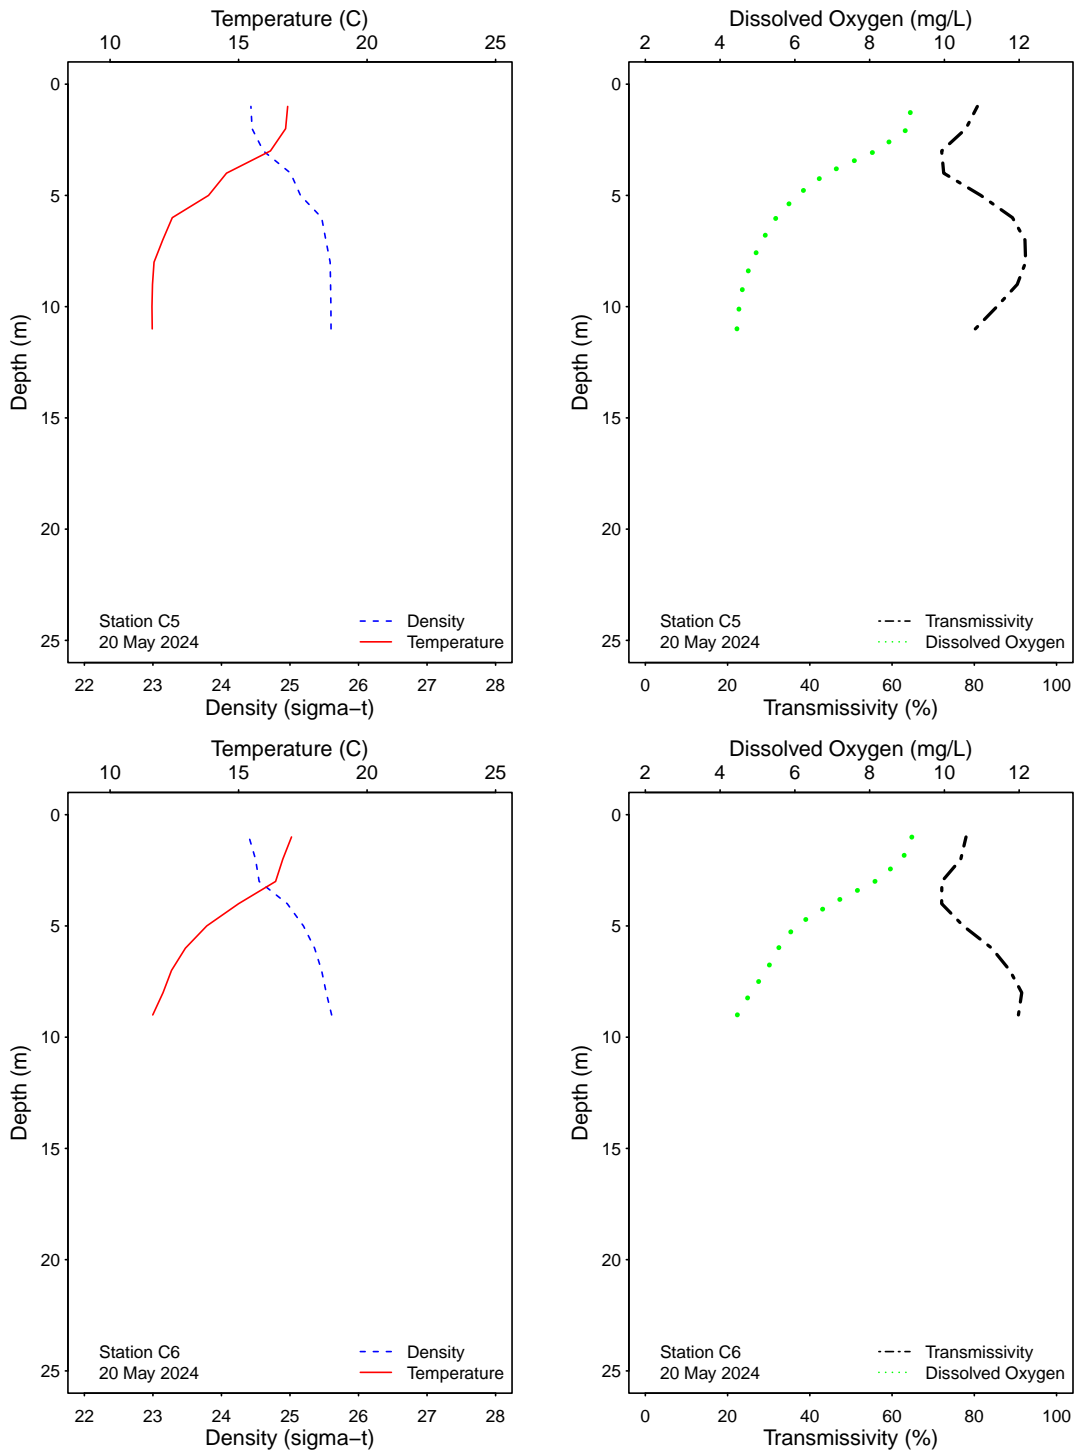 Temperature (C)
10 15 20 25
0
5
10
15
20
25
Depth (m)
Station C5
20 May 2024
Density
Temperature
22 23 24 25 26 27 28
Density (sigma−t)
Dissolved Oxygen (mg/L)
2 4 6 8 10 12
0
5
10
15
20
25
Depth (m)
Station C5
20 May 2024
Transmissivity
Dissolved Oxygen
0 20 40 60 80 100
Transmissivity (%)
Temperature (C)
10 15 20 25
0
5
10
15
20
25
Depth (m)
Station C6
20 May 2024
Density
Temperature
22 23 24 25 26 27 28
Density (sigma−t)
Dissolved Oxygen (mg/L)
2 4 6 8 10 12
0
5
10
15
20
25
Depth (m)
Station C6
20 May 2024
Transmissivity
Dissolved Oxygen
0 20 40 60 80 100
Transmissivity (%)